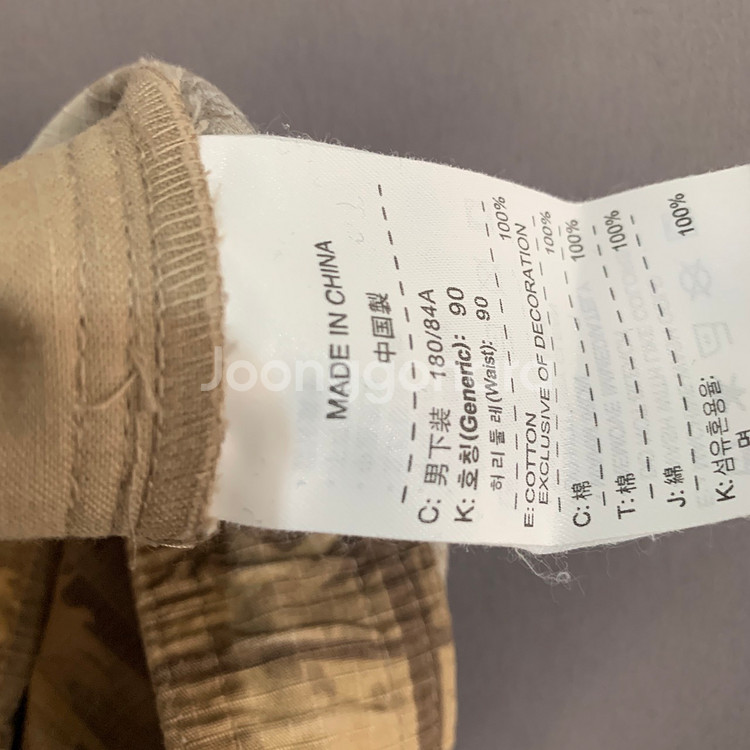 MADE IN CHINA
中国製
C: 男下装 180/84A
K: 호칭(Generic): 90
허리둘레(Waist): 90
E: COTTON 100%
EXCLUSIVE OF DECORATION
C: 棉 100%
T: 棉 100%
J: 綿 100%
K: 섬유혼용율:
면 100%
Joonggonara